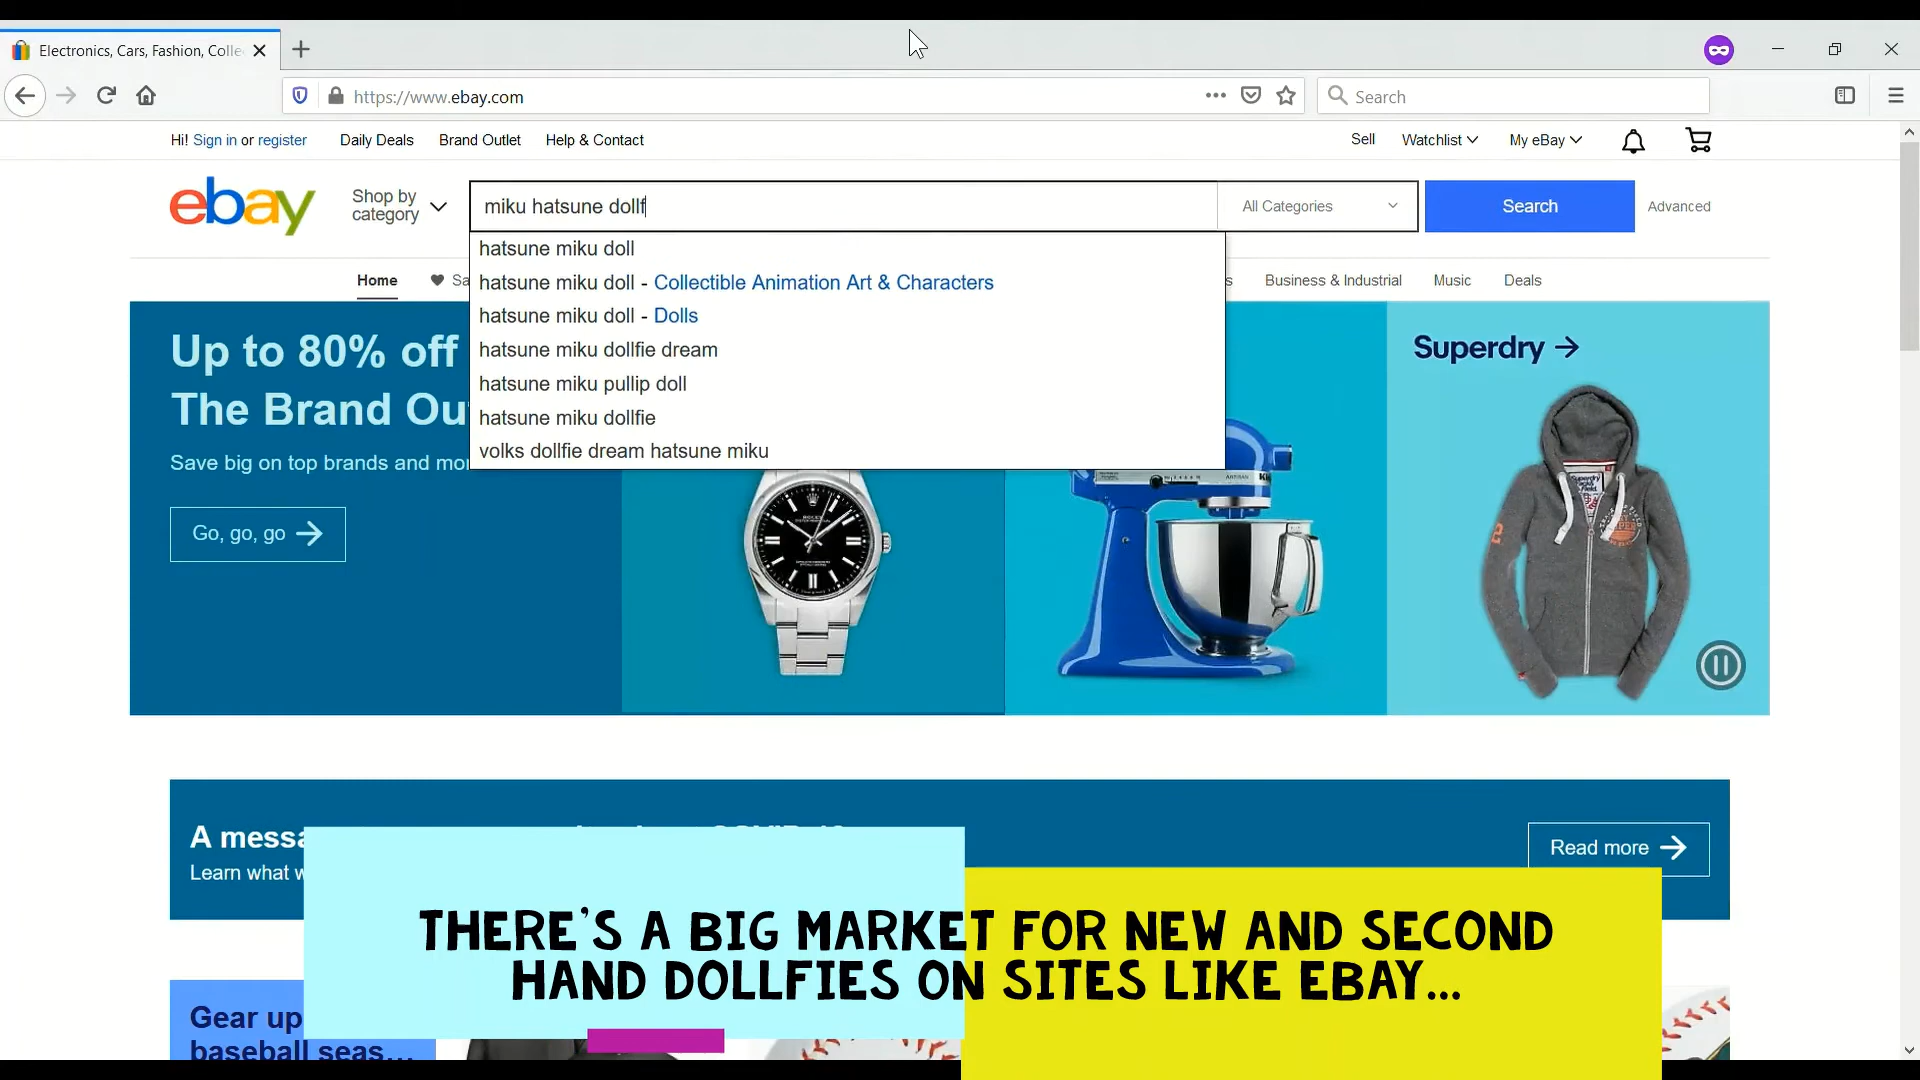 Electronics, Cars, Fashion, Colle
https://www.ebay.com
Search
Hi! Sign in or register
Daily Deals
Brand Outlet
Help & Contact
Sell
Watchlist
My eBay
ebay
Shop by
category
miku hatsune dollf
All Categories
Search
Advanced
hatsune miku doll
hatsune miku doll - Collectible Animation Art & Characters
hatsune miku doll - Dolls
hatsune miku dollfie dream
hatsune miku pullip doll
hatsune miku dollfie
volks dollfie dream hatsune miku
Home
Sa
s
Business & Industrial
Music
Deals
Up to 80% off
The Brand Ou
Save big on top brands and mor
Go, go, go
ROLEX
ARTISAN
Superdry
A messa
Learn what w
Read more
THERE'S A BIG MARKET FOR NEW AND SECOND
HAND DOLLFIES ON SITES LIKE EBAY...
Gear up
baseball seas...